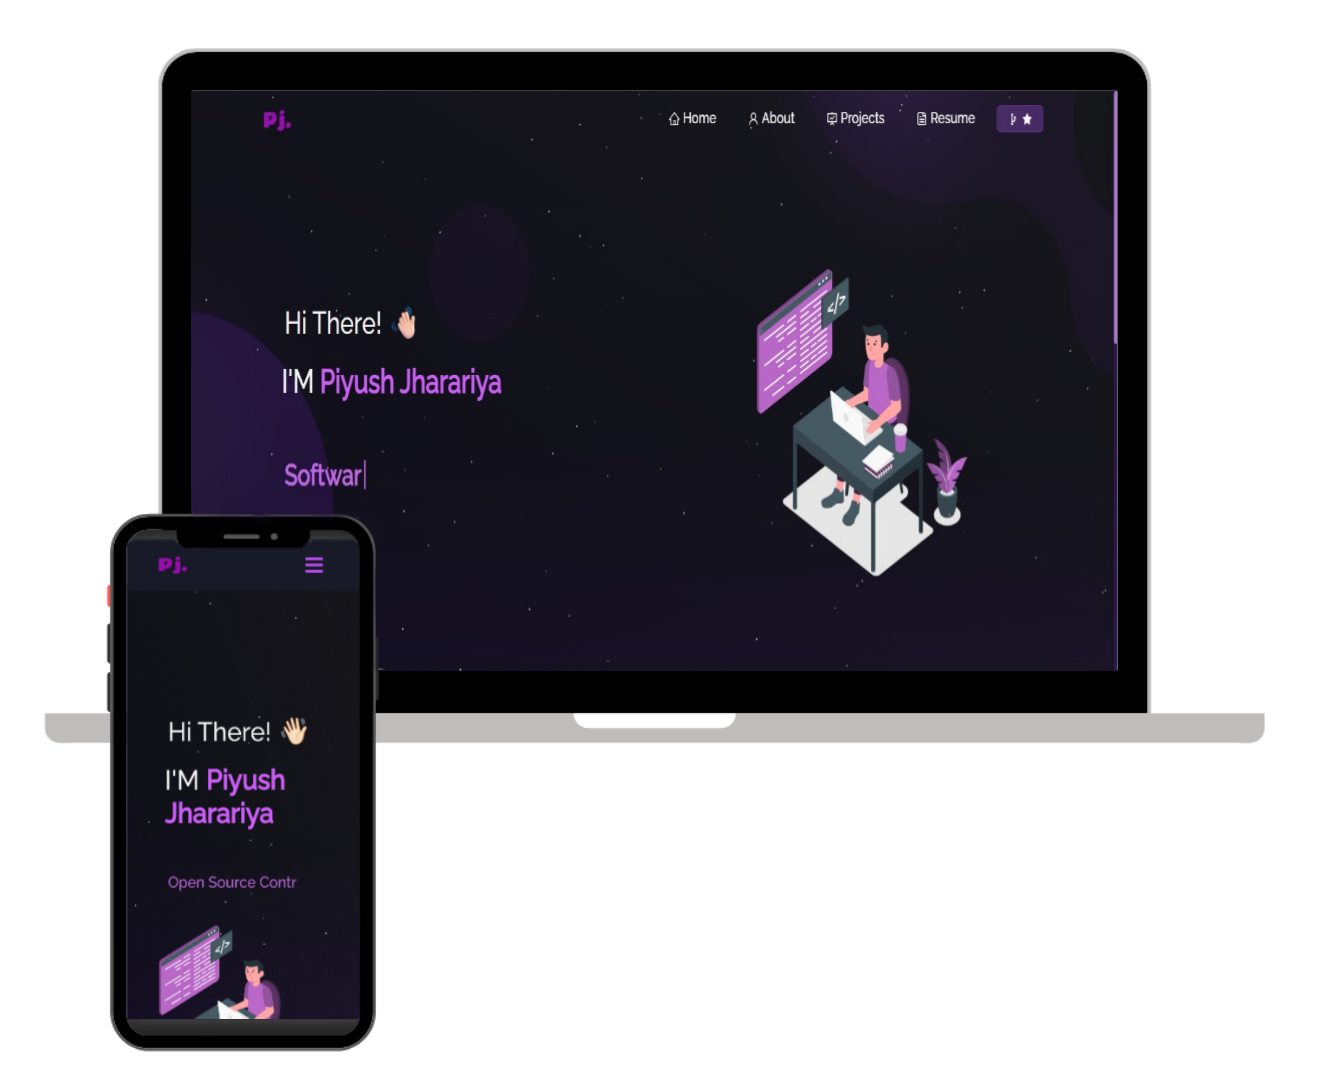 Pj.
Home About Projects Resume
Hi There! 👋🏻
I'M Piyush Jharariya
Softwar|
</>
Pj.
Hi There! 👋🏻
I'M Piyush
Jharariya
Open Source Contr
</>